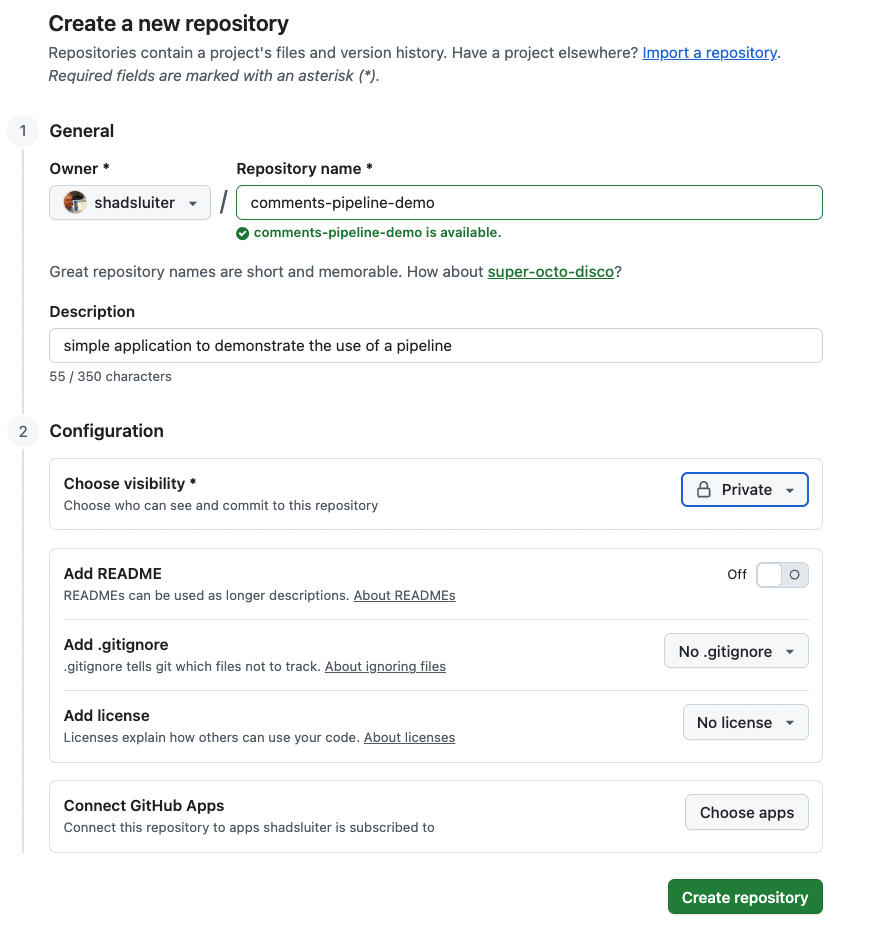 Create a new repository
Repositories contain a project's files and version history. Have a project elsewhere? Import a repository.
Required fields are marked with an asterisk (*).
1 General
Owner * Repository name *
shadsluiter / comments-pipeline-demo
comments-pipeline-demo is available.
Great repository names are short and memorable. How about super-octo-disco?
Description
simple application to demonstrate the use of a pipeline
55 / 350 characters
2 Configuration
Choose visibility *
Choose who can see and commit to this repository
Private
Add README
READMEs can be used as longer descriptions. About READMEs
Off
Add .gitignore
.gitignore tells git which files not to track. About ignoring files
No .gitignore
Add license
Licenses explain how others can use your code. About licenses
No license
Connect GitHub Apps
Connect this repository to apps shadsluiter is subscribed to
Choose apps
Create repository